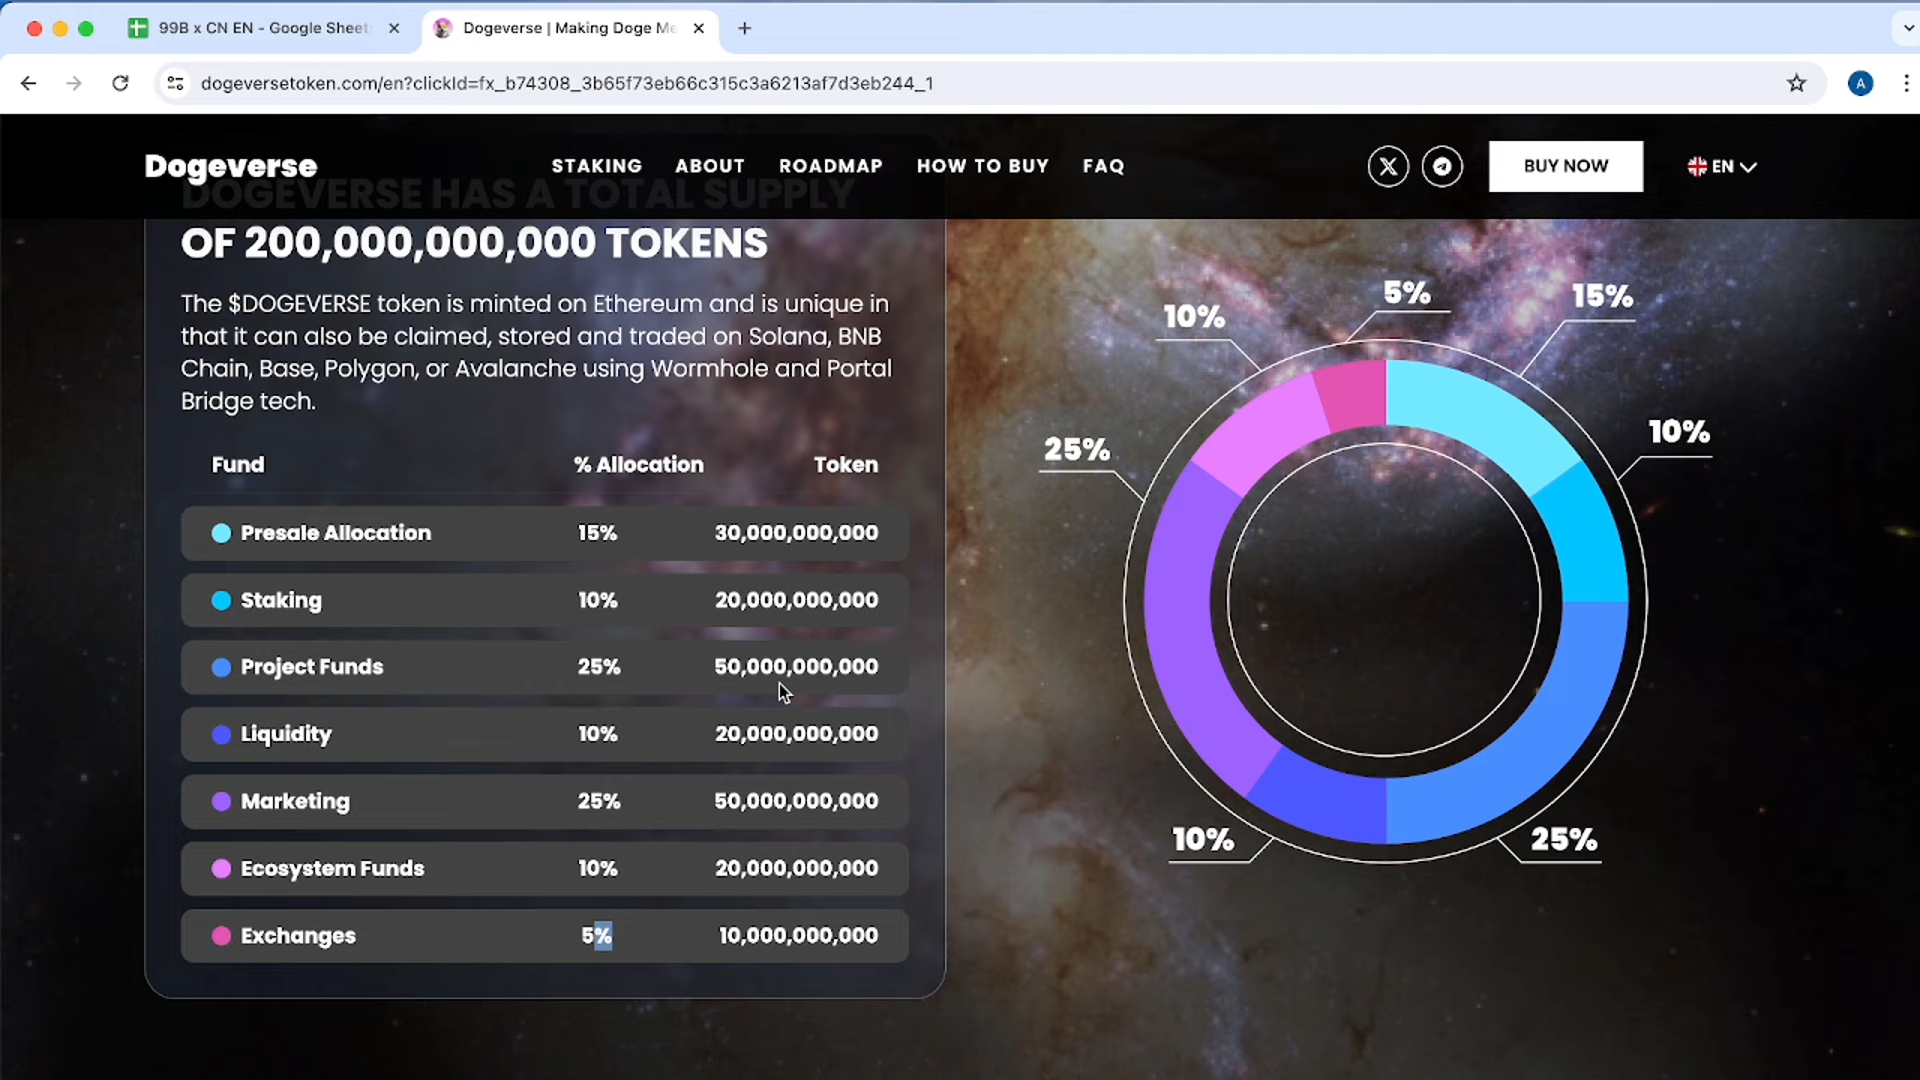 99B x CN EN - Google Sheet
Dogeverse | Making Doge Me
dogeversetoken.com/en?clickId=fx_b74308_3b65f73eb66c315c3a6213af7d3eb244_1
A
Dogeverse
STAKING
ABOUT
ROADMAP
HOW TO BUY
FAQ
X
BUY NOW
EN
DOGEVERSE HAS A TOTAL SUPPLY
OF 200,000,000,000 TOKENS
The $DOGEVERSE token is minted on Ethereum and is unique in
that it can also be claimed, stored and traded on Solana, BNB
Chain, Base, Polygon, or Avalanche using Wormhole and Portal
Bridge tech.
Fund % Allocation Token
Presale Allocation 15% 30,000,000,000
Staking 10% 20,000,000,000
Project Funds 25% 50,000,000,000
Liquidity 10% 20,000,000,000
Marketing 25% 50,000,000,000
Ecosystem Funds 10% 20,000,000,000
Exchanges 5% 10,000,000,000
5%
15%
10%
10%
25%
10%
25%